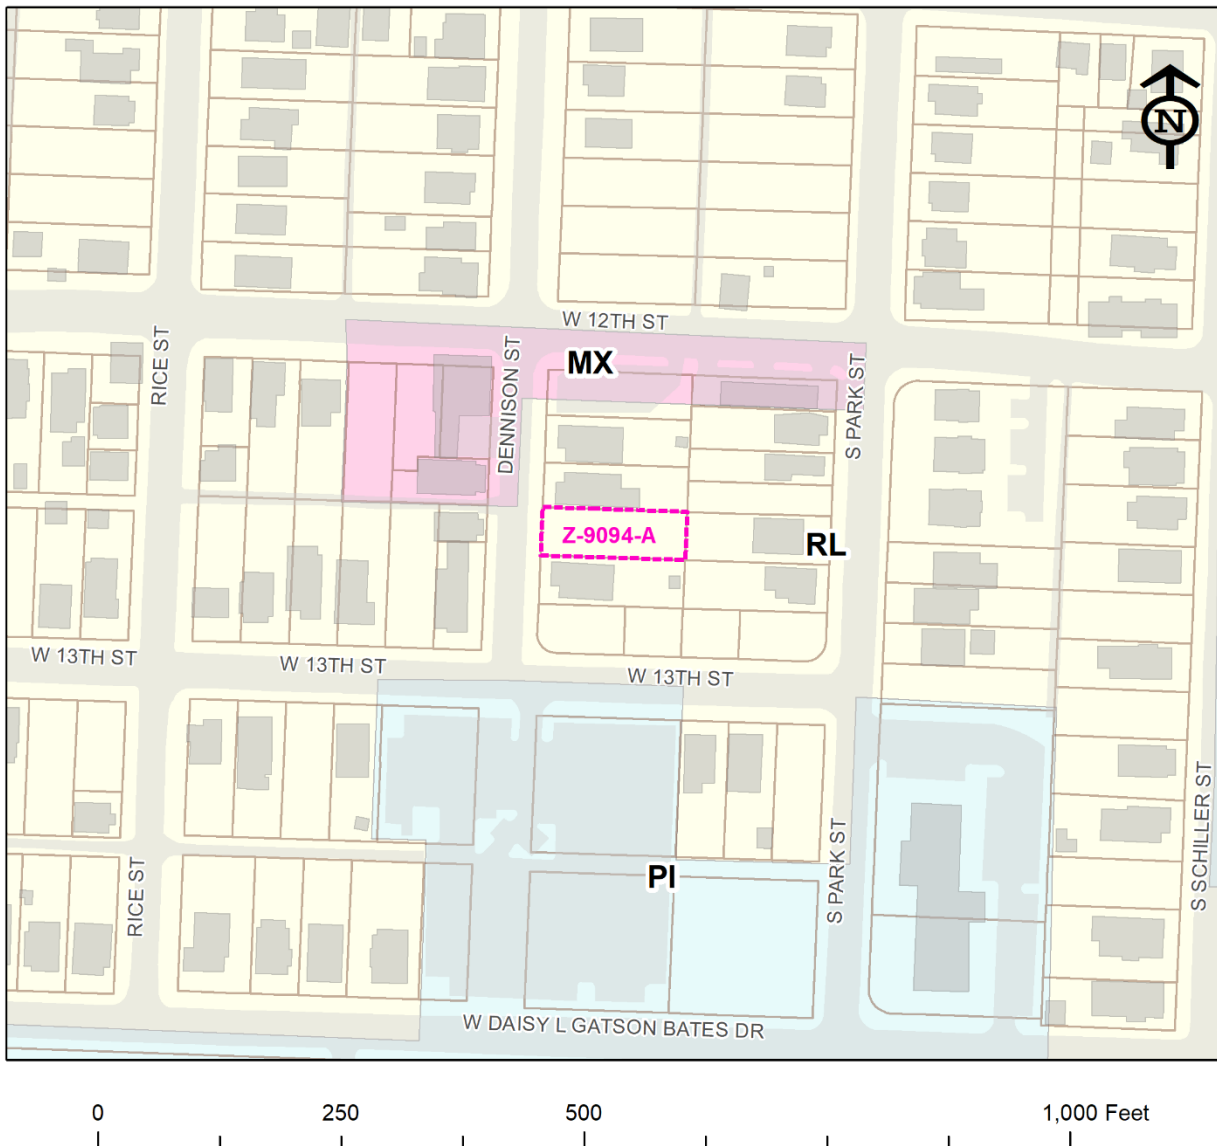 N
W 12TH ST
MX
RICE ST
DENNISON ST
S PARK ST
Z-9094-A
RL
W 13TH ST
W 13TH ST
W 13TH ST
S SCHILLER ST
RICE ST
S PARK ST
PI
W DAISY L GATSON BATES DR
0 250 500 1,000 Feet